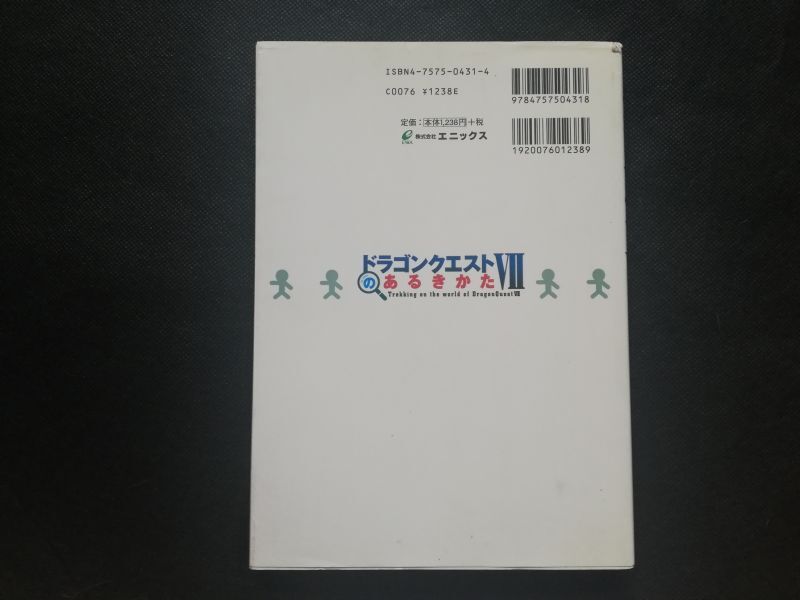 ISBN4-7575-0431-4
C0076 ¥1238E
9784757504318
定価：本体1,238円+税
株式会社 エニックス
1920076012389
ドラゴンクエストVII
のあるきかた
Trekking on the world of DragonQuest VII